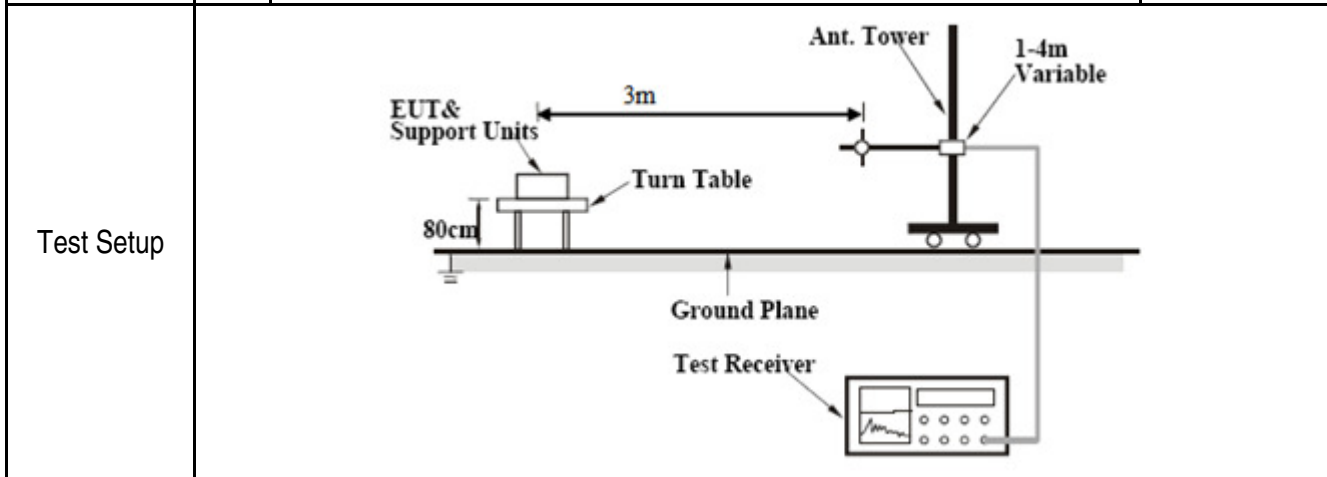 Test Setup
Ant. Tower
1-4m
Variable
3m
EUT&
Support Units
Turn Table
80cm
Ground Plane
Test Receiver